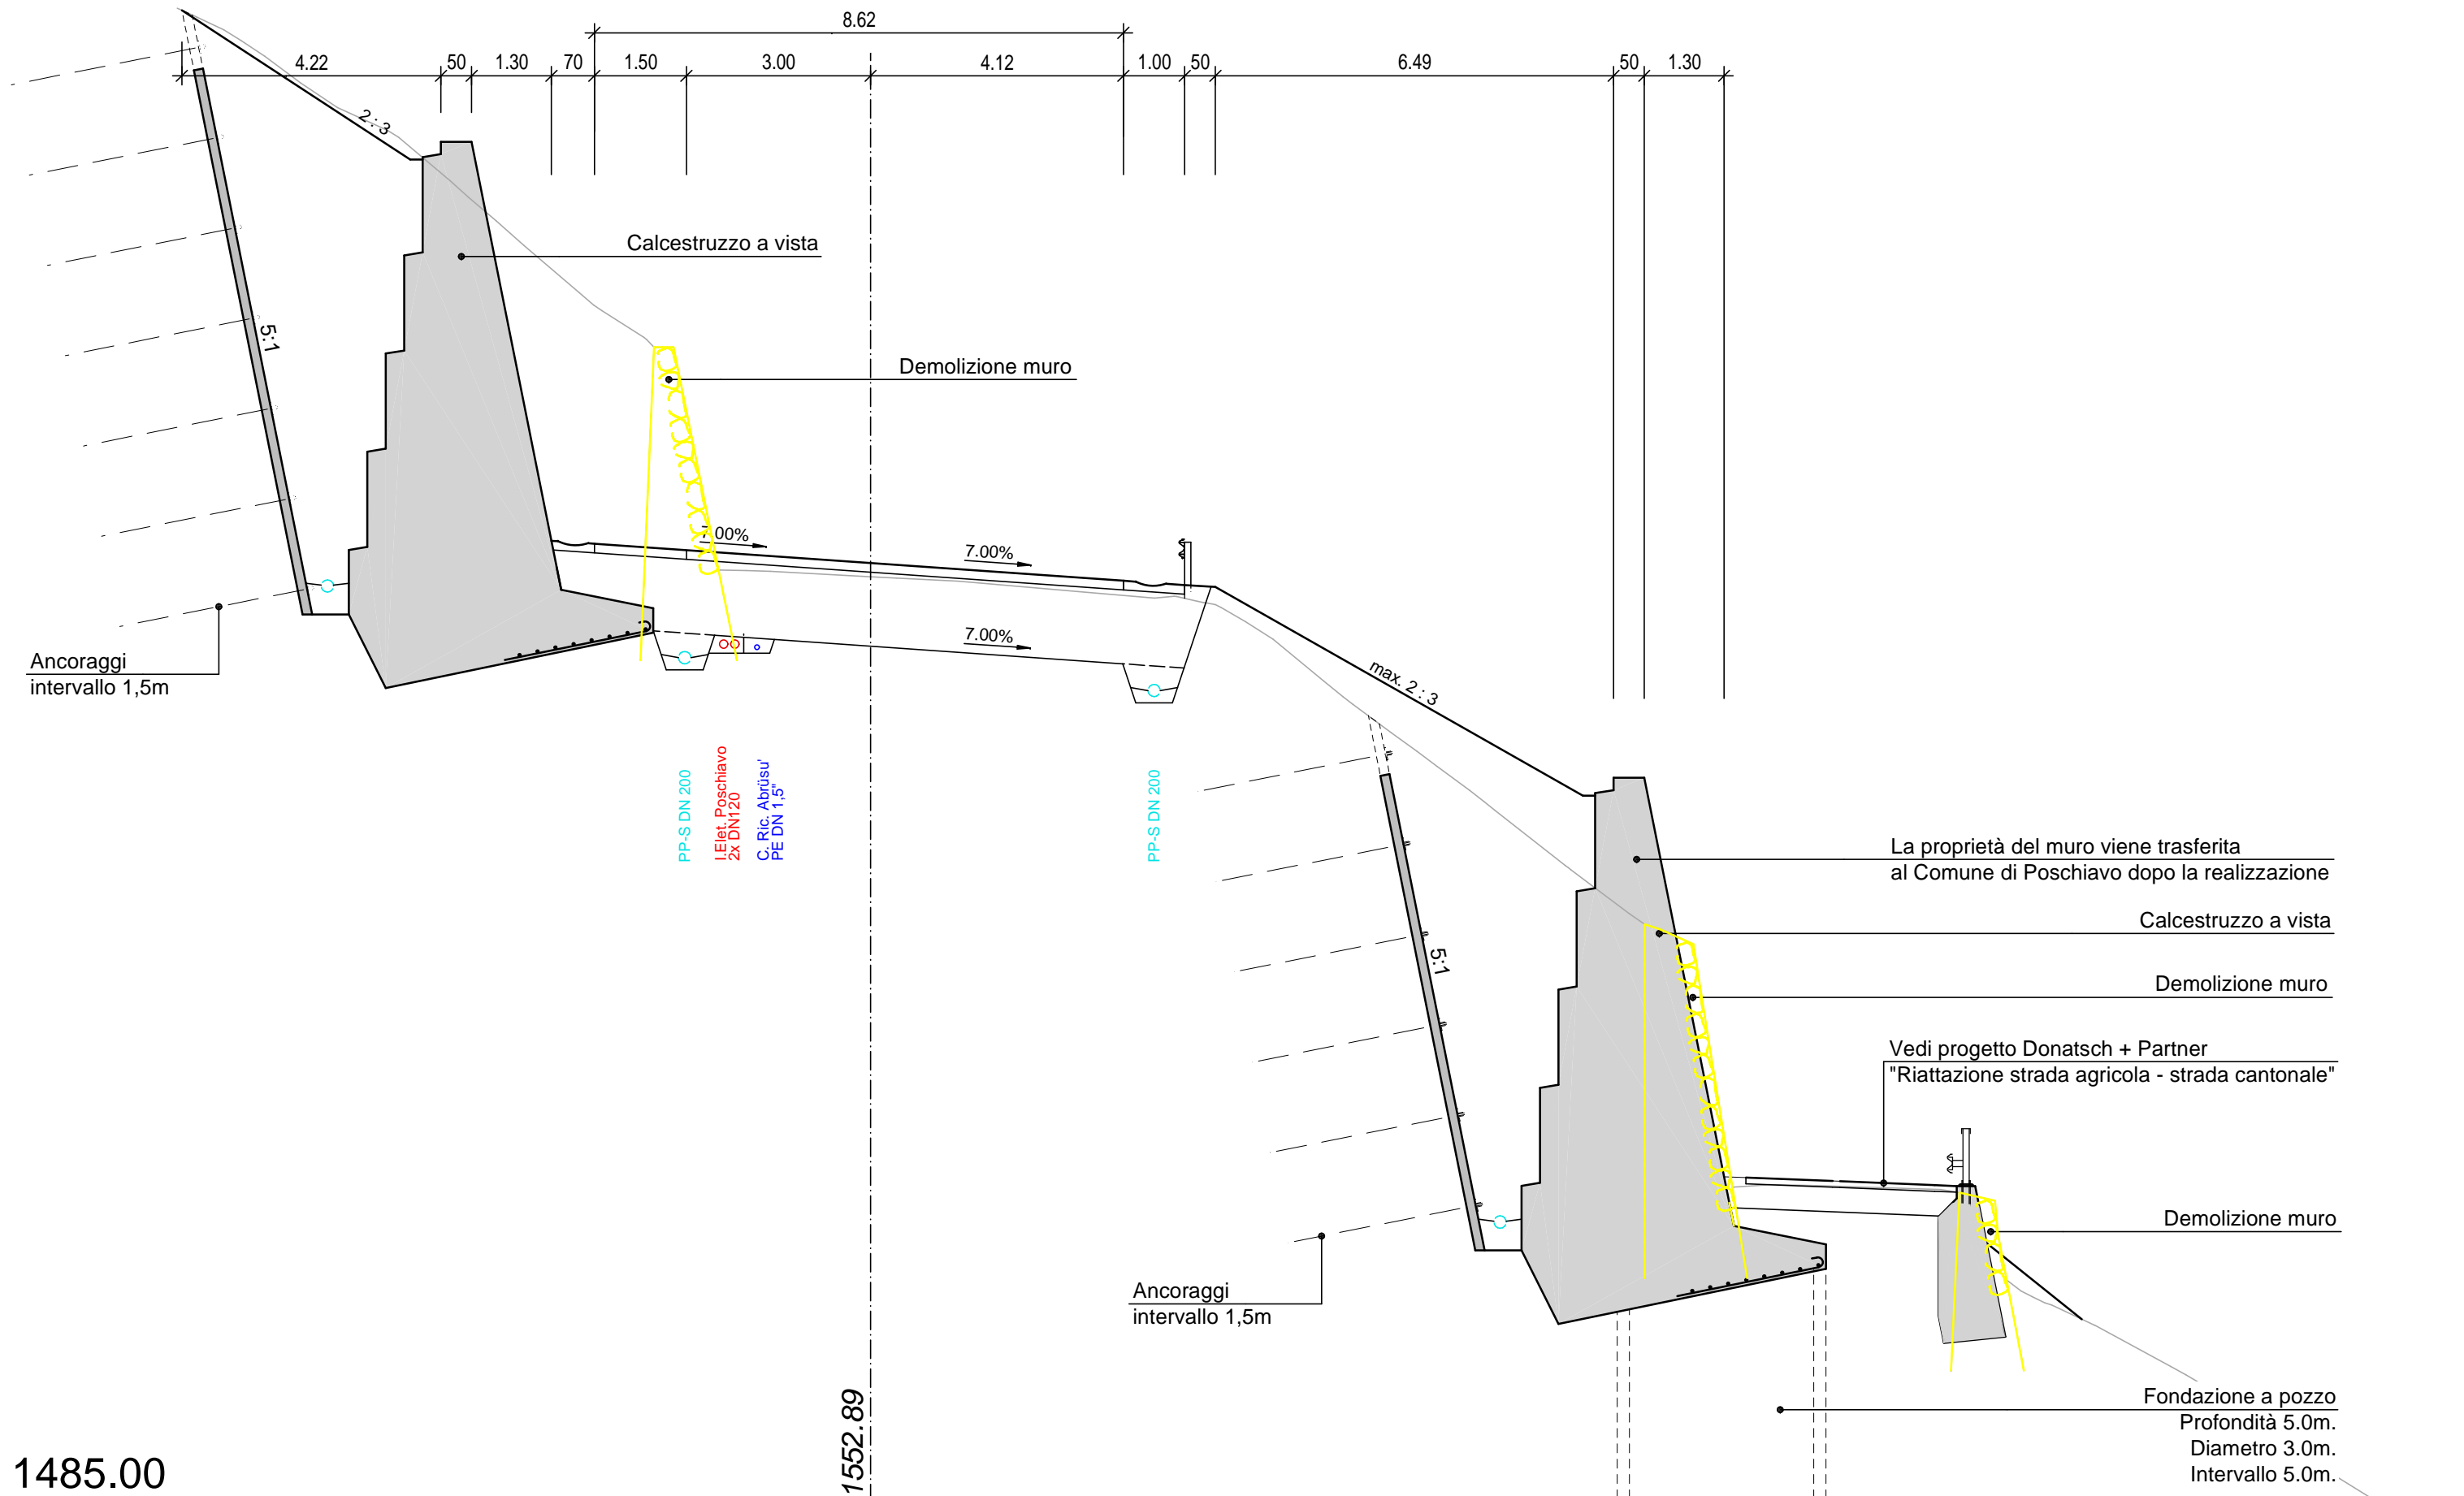 8.62
4.22 50 1.30 70 1.50 3.00 4.12 1.00 50 6.49 50 1.30
2 : 3
Calcestruzzo a vista
5:1
Demolizione muro
7.00%
7.00%
7.00%
Ancoraggi
intervallo 1,5m
max. 2 : 3
PP-S DN 200
I.Elet. Poschiavo
2x DN120
C. Ric. Abrüsu'
PE DN 1,5"
PP-S DN 200
La proprietà del muro viene trasferita
al Comune di Poschiavo dopo la realizzazione
Calcestruzzo a vista
5:1
Demolizione muro
Vedi progetto Donatsch + Partner
"Riattazione strada agricola - strada cantonale"
Demolizione muro
Ancoraggi
intervallo 1,5m
Fondazione a pozzo
Profondità 5.0m.
Diametro 3.0m.
Intervallo 5.0m.
1552.89
1485.00